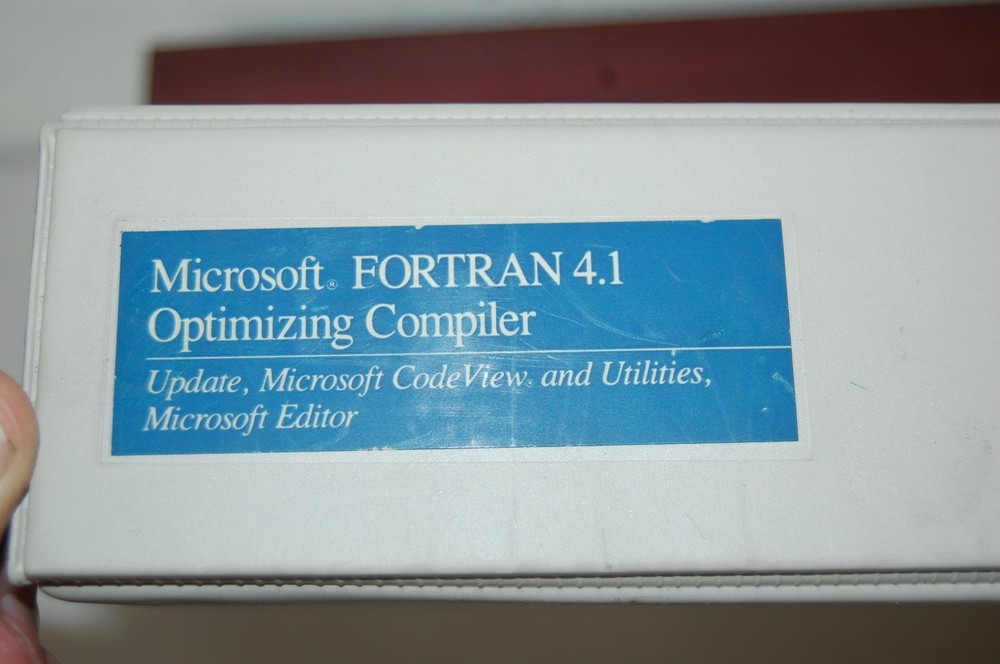 Microsoft® FORTRAN 4.1
Optimizing Compiler
Update, Microsoft CodeView® and Utilities,
Microsoft Editor